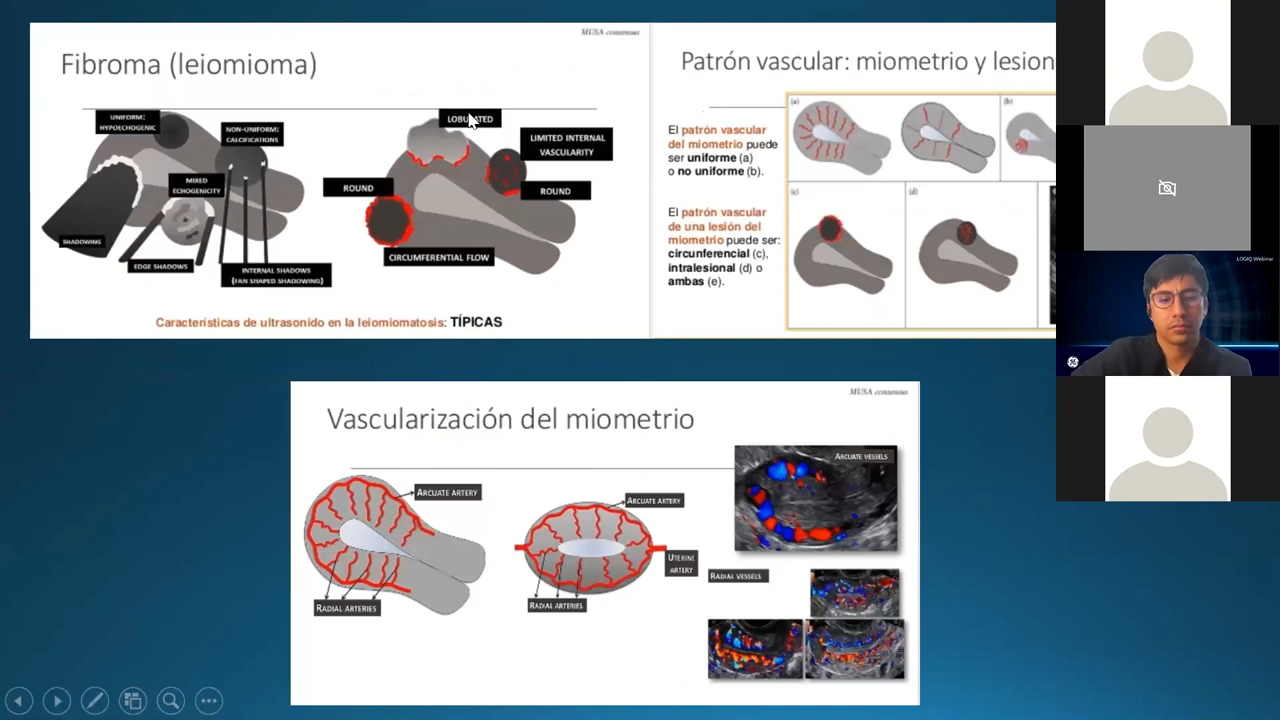 MUSA consensus
Fibroma (leiomioma)
UNIFORM:
HYPOECHOGENIC
NON-UNIFORM:
CALCIFICATIONS
MIXED
ECHOGENICITY
SHADOWING
EDGE SHADOWS
INTERNAL SHADOWS
(FAN SHAPED SHADOWING)
LOBULATED
LIMITED INTERNAL
VASCULARITY
ROUND
ROUND
CIRCUMFERENTIAL FLOW
Características de ultrasonido en la leiomiomatosis: TÍPICAS
Patrón vascular: miometrio y lesion
El patrón vascular
del miometrio puede
ser uniforme (a)
o no uniforme (b).
El patrón vascular
de una lesión del
miometrio puede ser:
circunferencial (c),
intralesional (d) o
ambas (e).
(a)
(b)
(c)
(d)
LOGIQ Webinar
MUSA consensus
Vascularización del miometrio
ARCUATE ARTERY
RADIAL ARTERIES
ARCUATE ARTERY
UTERINE
ARTERY
RADIAL ARTERIES
ARCUATE VESSELS
RADIAL VESSELS